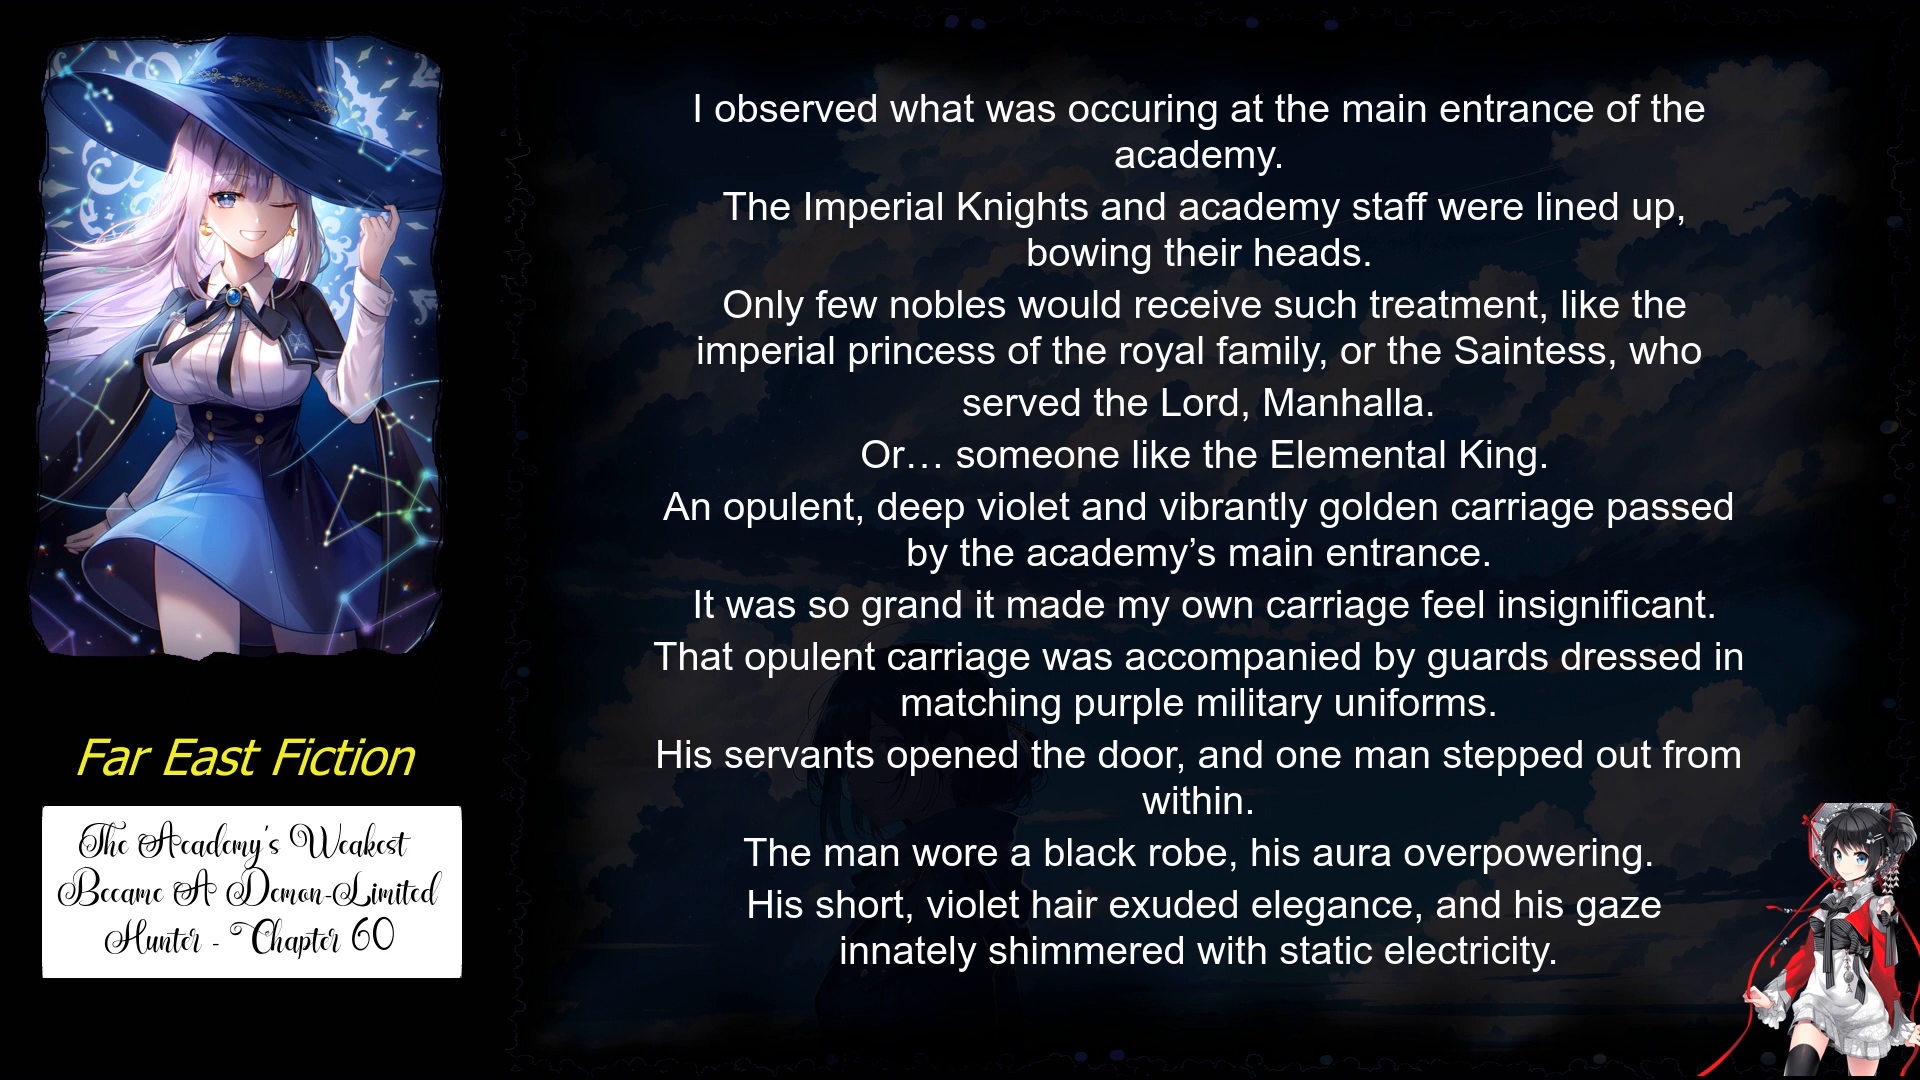 I observed what was occuring at the main entrance of the
academy.
The Imperial Knights and academy staff were lined up,
bowing their heads.
Only few nobles would receive such treatment, like the
imperial princess of the royal family, or the Saintess, who
served the Lord, Manhalla.
Or… someone like the Elemental King.
An opulent, deep violet and vibrantly golden carriage passed
by the academy’s main entrance.
It was so grand it made my own carriage feel insignificant.
That opulent carriage was accompanied by guards dressed in
matching purple military uniforms.
His servants opened the door, and one man stepped out from
within.
The man wore a black robe, his aura overpowering.
His short, violet hair exuded elegance, and his gaze
innately shimmered with static electricity.
Far East Fiction
The Academy's Weakest
Became A Demon-Limited
Hunter - Chapter 60